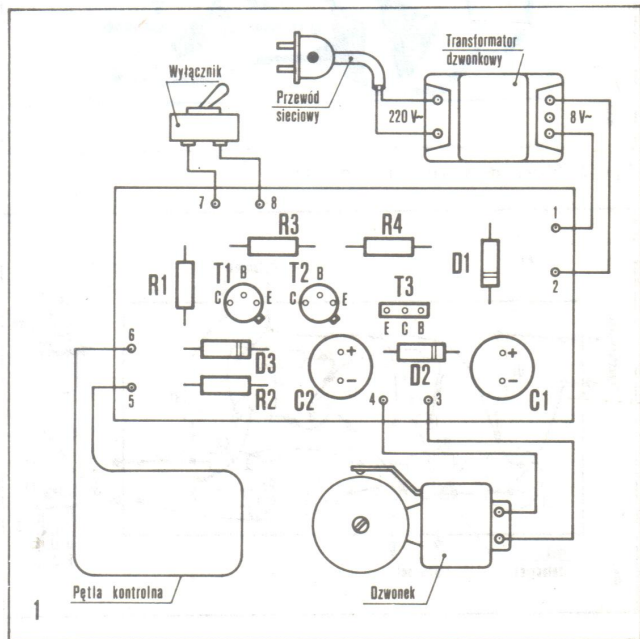 Transformator
dzwonkowy
Wyłącznik
Przewód
sieciowy
220 V~
8 V~
7
8
1
R3
R4
D1
T1
B
T2
B
R1
C
E
C
E
T3
2
E C B
6
+
+
D3
D2
5
R2
-
-
C2
4
3
C1
Pętla kontrolna
Dzwonek
1